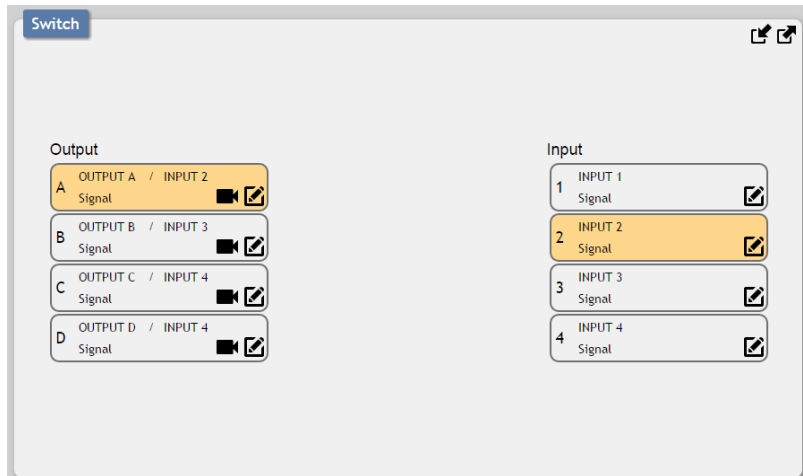 Switch
Output
A
OUTPUT A / INPUT 2
Signal
B
OUTPUT B / INPUT 3
Signal
C
OUTPUT C / INPUT 4
Signal
D
OUTPUT D / INPUT 4
Signal
Input
1
INPUT 1
Signal
2
INPUT 2
Signal
3
INPUT 3
Signal
4
INPUT 4
Signal